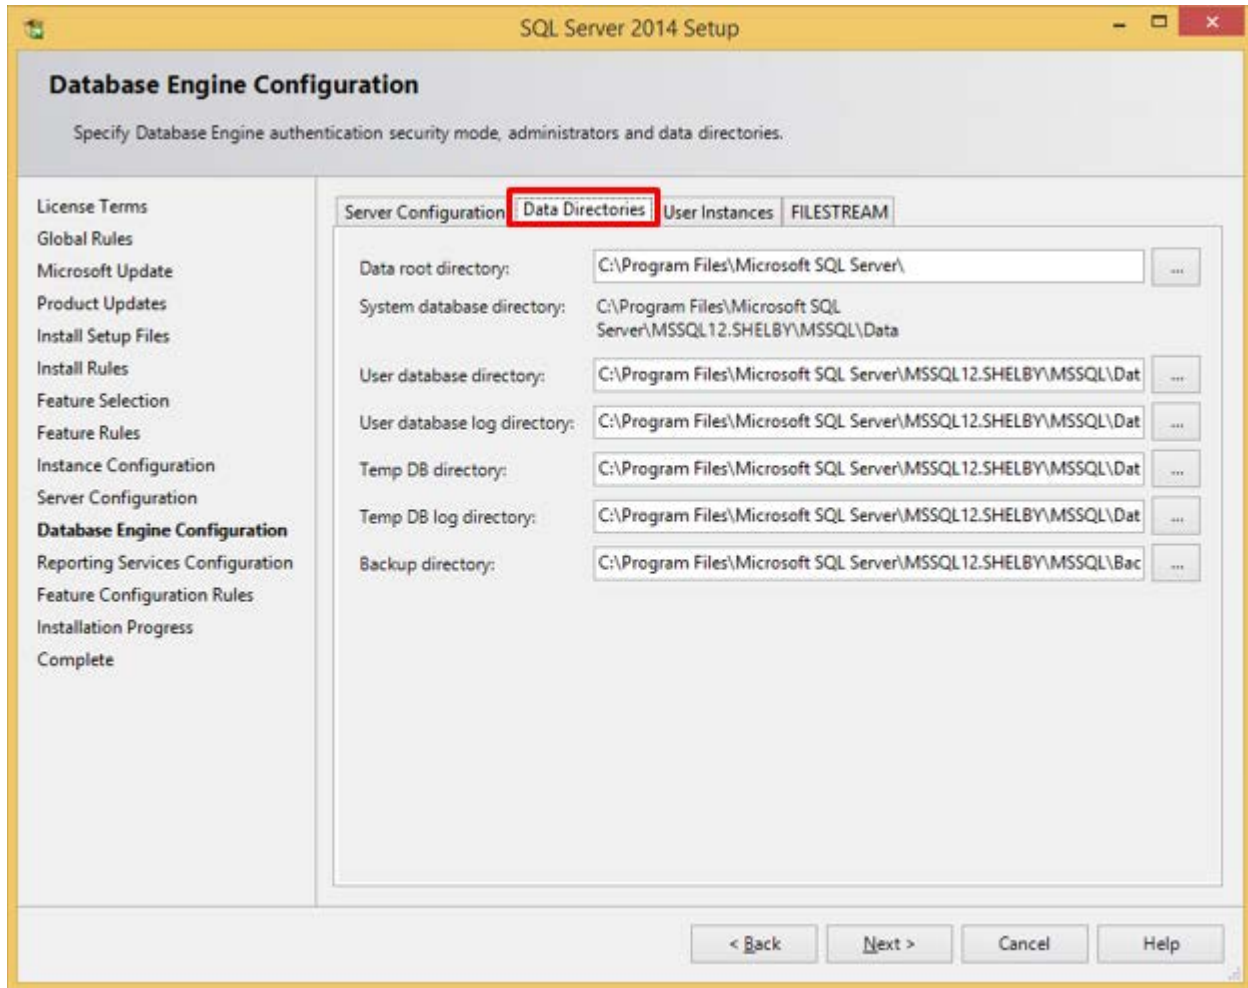 SQL Server 2014 Setup
Database Engine Configuration
Specify Database Engine authentication security mode, administrators and data directories.
License Terms
Global Rules
Microsoft Update
Product Updates
Install Setup Files
Install Rules
Feature Selection
Feature Rules
Instance Configuration
Server Configuration
Database Engine Configuration
Reporting Services Configuration
Feature Configuration Rules
Installation Progress
Complete
Server Configuration Data Directories User Instances FILESTREAM
Data root directory: C:\Program Files\Microsoft SQL Server\ ...
System database directory: C:\Program Files\Microsoft SQL
Server\MSSQL12.SHELBY\MSSQL\Data
User database directory: C:\Program Files\Microsoft SQL Server\MSSQL12.SHELBY\MSSQL\Dat ...
User database log directory: C:\Program Files\Microsoft SQL Server\MSSQL12.SHELBY\MSSQL\Dat ...
Temp DB directory: C:\Program Files\Microsoft SQL Server\MSSQL12.SHELBY\MSSQL\Dat ...
Temp DB log directory: C:\Program Files\Microsoft SQL Server\MSSQL12.SHELBY\MSSQL\Dat ...
Backup directory: C:\Program Files\Microsoft SQL Server\MSSQL12.SHELBY\MSSQL\Bac ...
< Back Next > Cancel Help